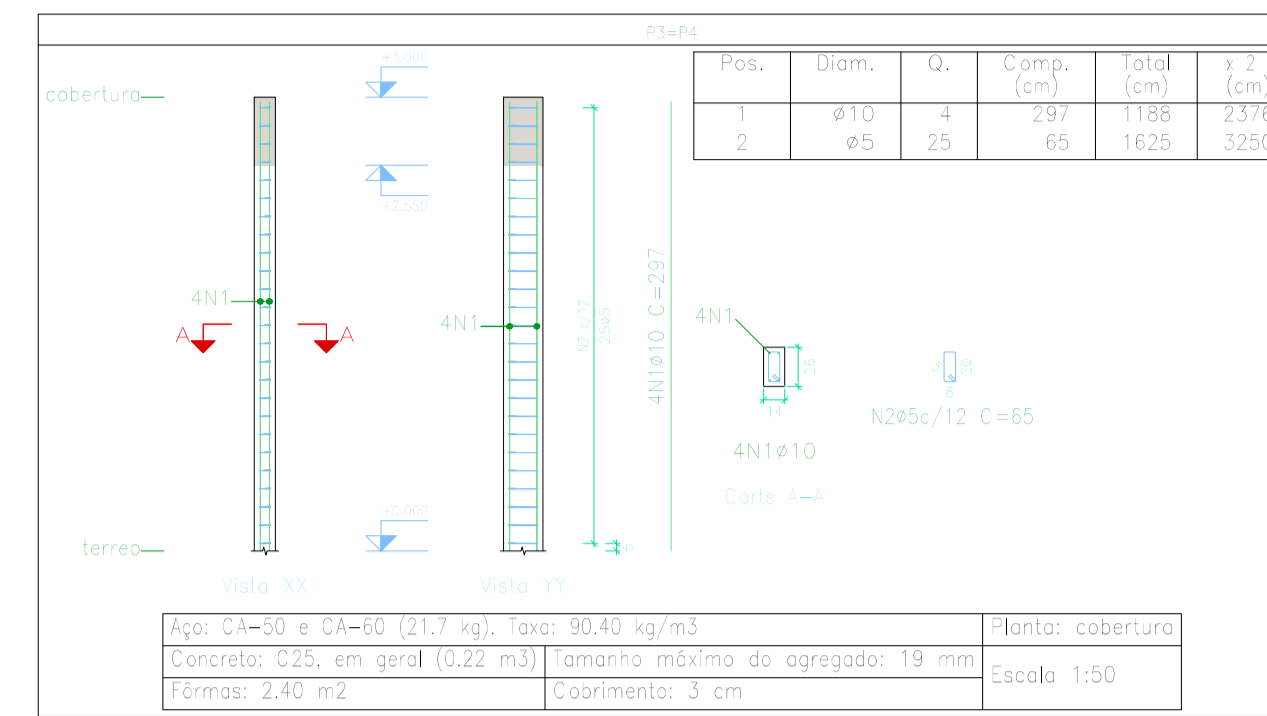 P3=P4
Pos. Diam. Q. Comp. (cm) Total (cm) x 2 (cm)
1 ø10 4 297 1188 2376
2 ø5 25 65 1625 3250
cobertura
+3,000
+2,550
4N1
A A
4N1
N2 c/12
25ø5
4N1ø10 C=297
4N1
26
14
4N1ø10
Corte A-A
5
20
8
N2ø5c/12 C=65
+0,000
terreo
5
Vista XX
Vista YY
Aço: CA-50 e CA-60 (21.7 kg). Taxa: 90.40 kg/m3
Planta: cobertura
Concreto: C25, em geral (0.22 m3)
Tamanho máximo do agregado: 19 mm
Escala 1:50
Fôrmas: 2.40 m2
Cobrimento: 3 cm